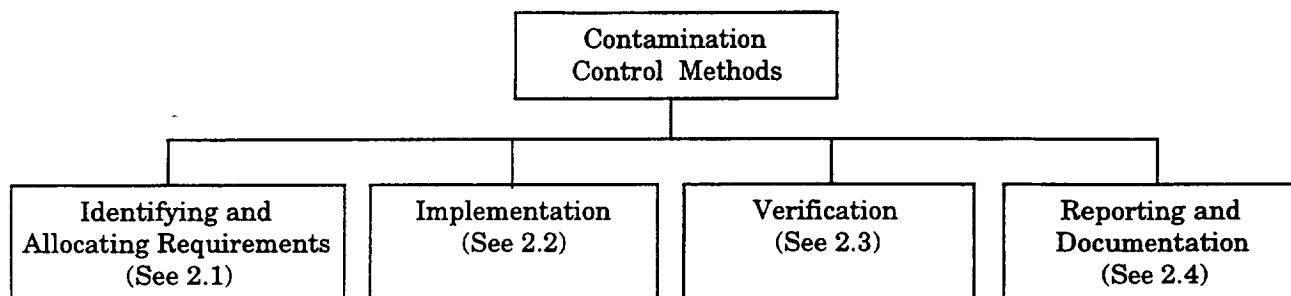 Contamination
Control Methods
Identifying and
Allocating Requirements
(See 2.1)
Implementation
(See 2.2)
Verification
(See 2.3)
Reporting and
Documentation
(See 2.4)